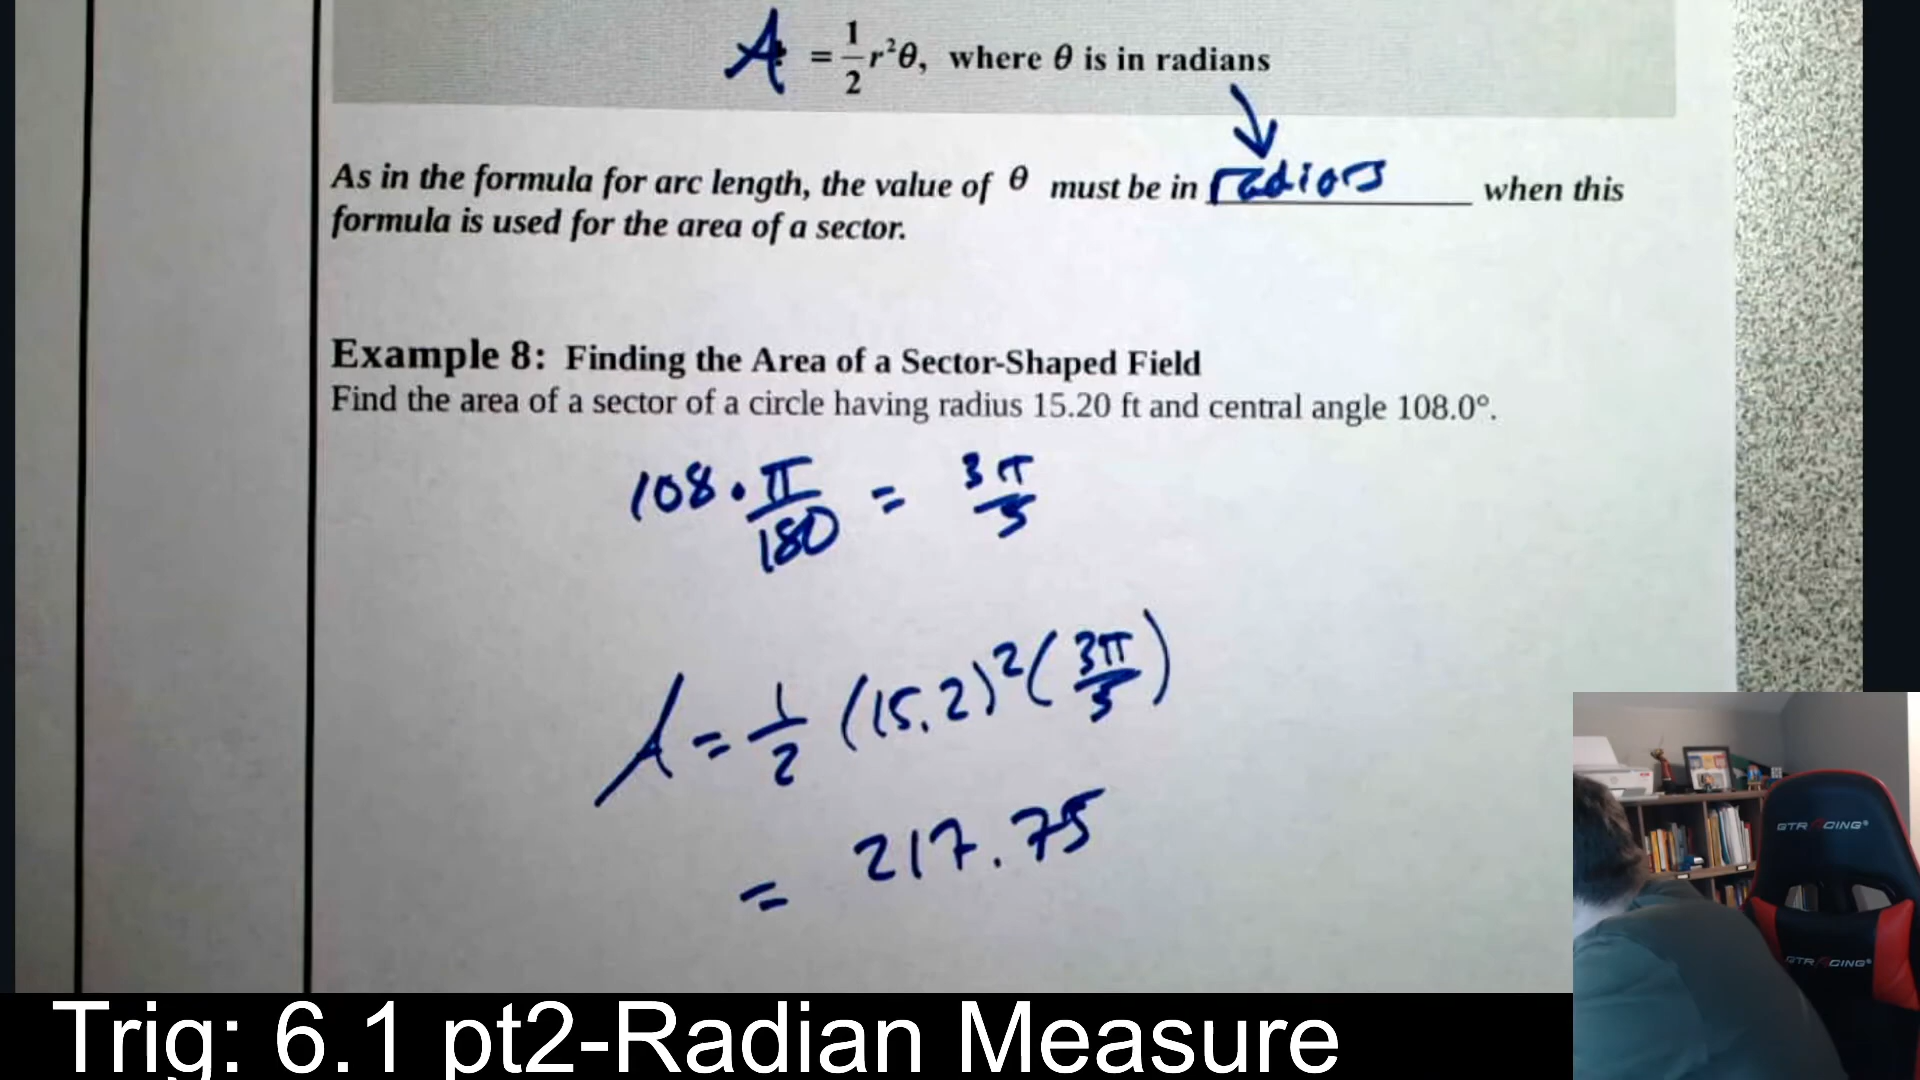 A = 1/2 r²θ, where θ is in radians
As in the formula for arc length, the value of θ must be in radians when this
formula is used for the area of a sector.
Example 8: Finding the Area of a Sector-Shaped Field
Find the area of a sector of a circle having radius 15.20 ft and central angle 108.0°.
108 · π/180 = 3π/5
A = 1/2 (15.2)² (3π/5)
= 217.75
GTRACING
GTRACING
Trig: 6.1 pt2-Radian Measure